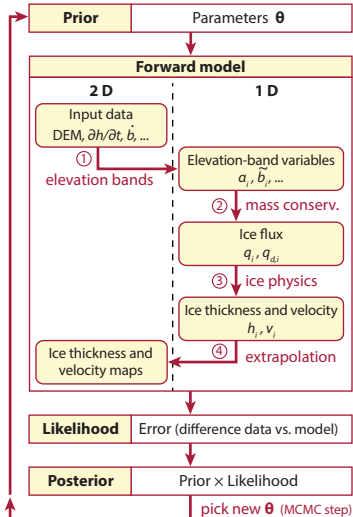 Prior Parameters θ
Forward model
2 D 1 D
Input data
DEM, ∂h/∂t, ḃ, ...
① elevation bands
Elevation-band variables
αᵢ, b̃ᵢ, ...
② mass conserv.
Ice flux
qᵢ, q_d,i
③ ice physics
Ice thickness and velocity
hᵢ, vᵢ
④ extrapolation
Ice thickness and
velocity maps
Likelihood Error (difference data vs. model)
Posterior Prior × Likelihood
pick new θ (MCMC step)